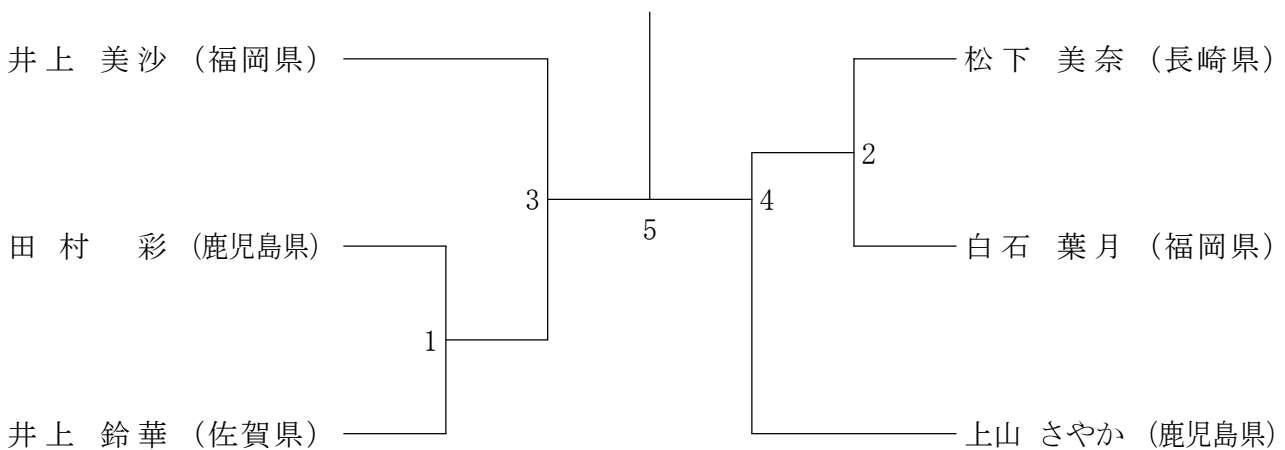 井上 美沙 (福岡県)
松下 美奈 (長崎県)
2
3
4
5
田村 彩 (鹿児島県)
白石 葉月 (福岡県)
1
井上 鈴華 (佐賀県)
上山 さやか (鹿児島県)